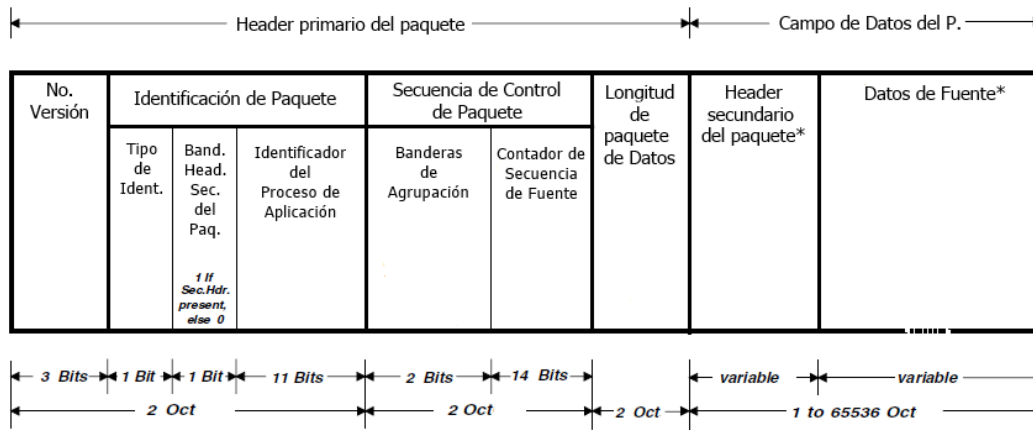 Header primario del paquete
Campo de Datos del P.
No.
Versión
Identificación de Paquete
Secuencia de Control
de Paquete
Longitud
de
paquete
de Datos
Header
secundario
del paquete*
Datos de Fuente*
Tipo
de
Ident.
Band.
Head.
Sec.
del
Paq.
1 If
Sec.Hdr.
present,
else 0
Identificador
del
Proceso de
Aplicación
Banderas
de
Agrupación
Contador de
Secuencia
de Fuente
3 Bits
1 Bit
1 Bit
11 Bits
2 Bits
14 Bits
variable
variable
2 Oct
2 Oct
2 Oct
1 to 65536 Oct